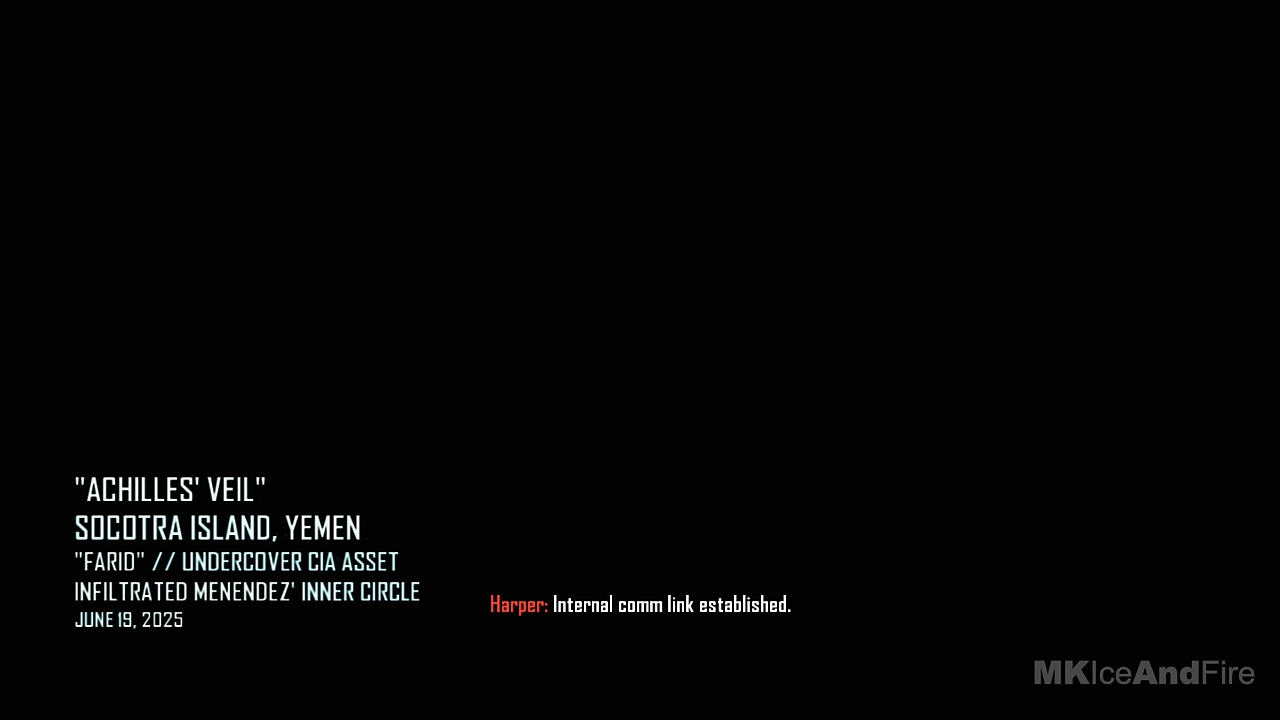 "ACHILLES' VEIL"
SOCOTRA ISLAND, YEMEN
"FARID" // UNDERCOVER CIA ASSET
INFILTRATED MENENDEZ' INNER CIRCLE
JUNE 19, 2025
Harper: Internal comm link established.
MKIceAndFire